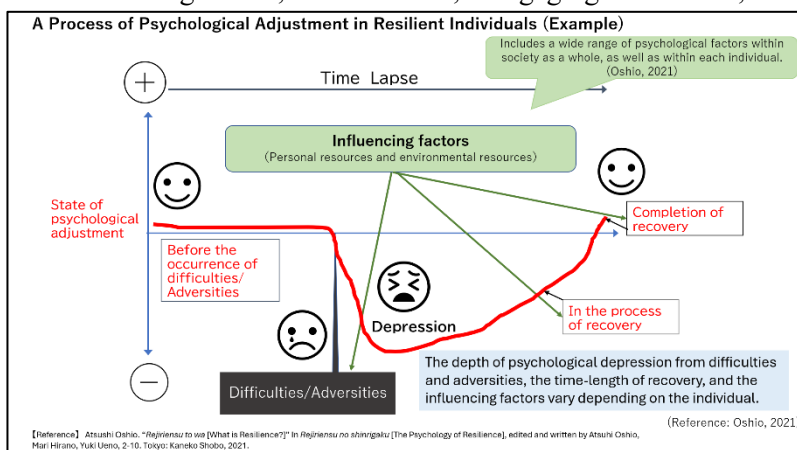 A Process of Psychological Adjustment in Resilient Individuals (Example)
Includes a wide range of psychological factors within
society as a whole, as well as within each individual.
(Oshio, 2021)
+
Time Lapse
Influencing factors
(Personal resources and environmental resources)
State of
psychological
adjustment
Completion of
recovery
Before the
occurrence of
difficulties/
Adversities
In the process
of recovery
Depression
−
Difficulties/Adversities
The depth of psychological depression from difficulties
and adversities, the time-length of recovery, and the
influencing factors vary depending on the individual.
(Reference: Oshio, 2021)
【Reference】 Atsushi Oshio. “Rejiriensu to wa [What is Resilience?]” In Rejiriensu no shinrigaku [The Psychology of Resilience], edited and written by Atsuhi Oshio,
Mari Hirano, Yuki Ueno, 2-10. Tokyo: Kaneko Shobo, 2021.